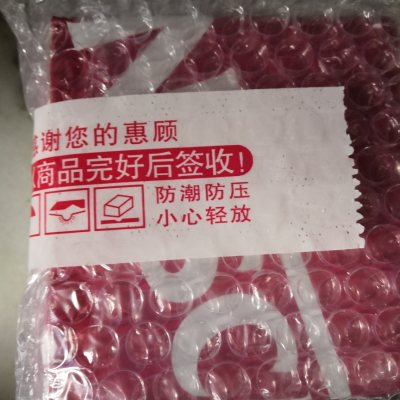 谢您的惠顾
商品完好后签收!
防潮防压
小心轻放